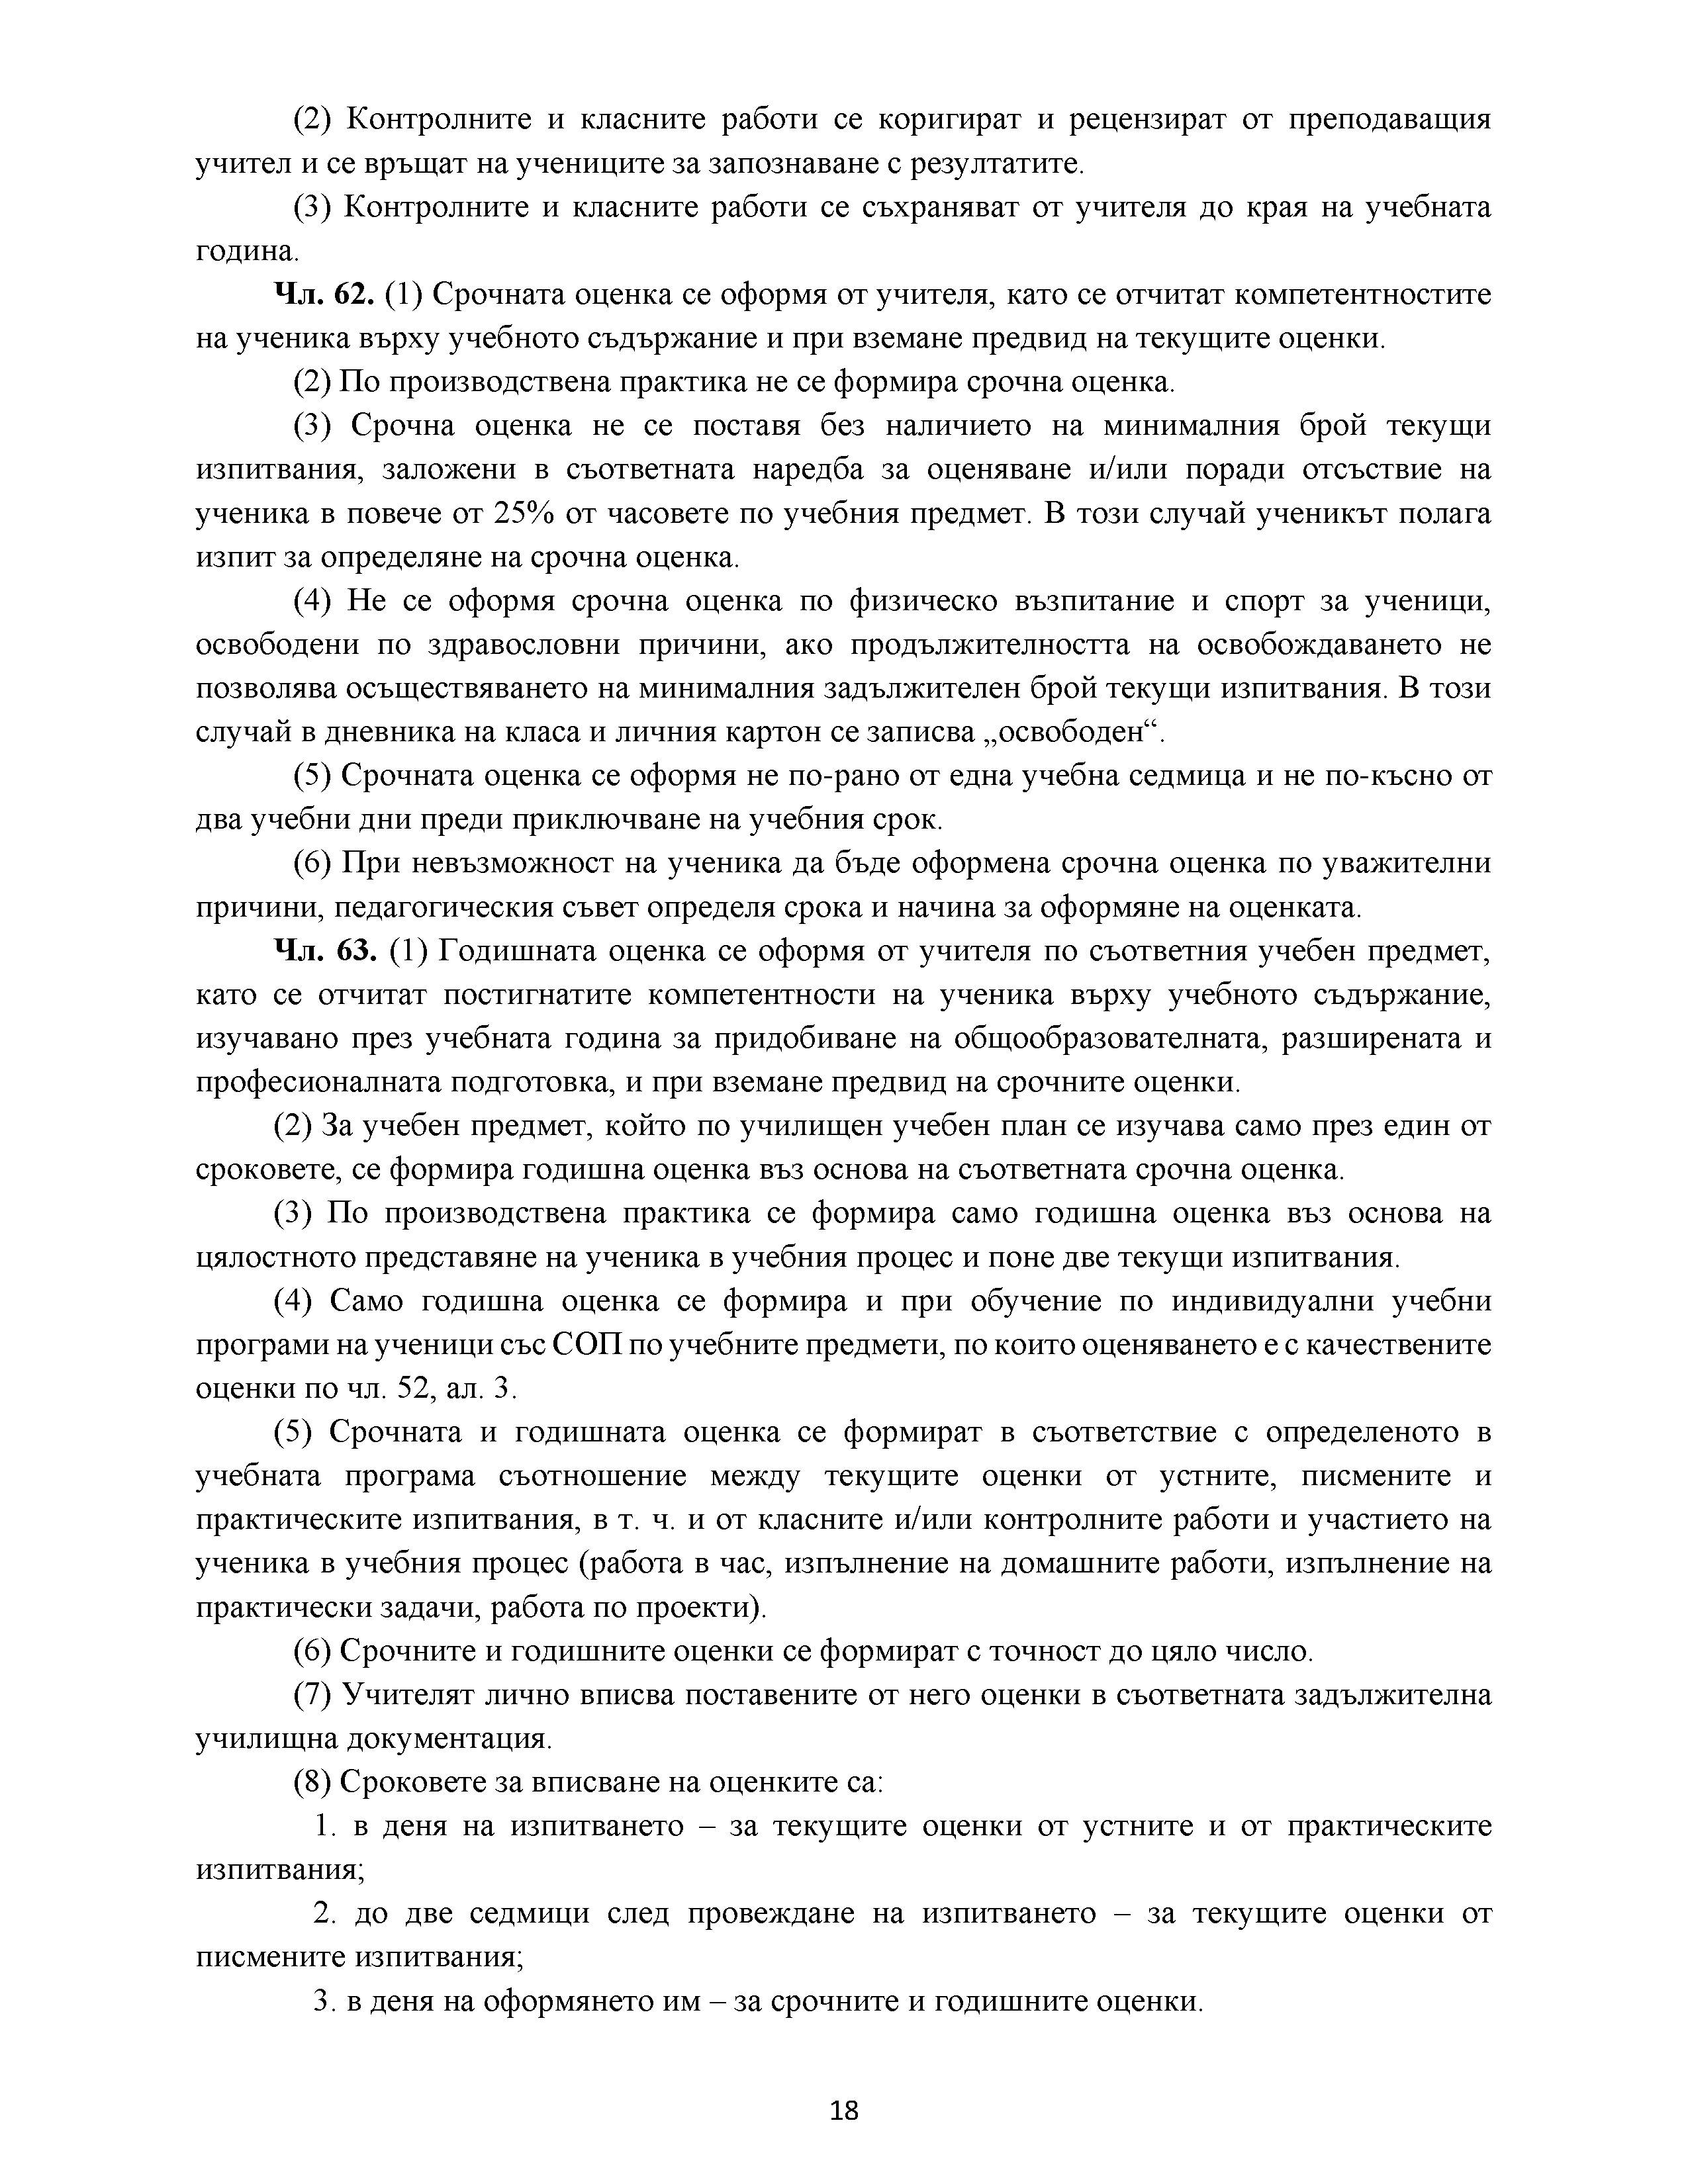 (2) Контролните и класните работи се коригират и рецензират от преподаващия
учител и се връщат на учениците за запознаване с резултатите.
(3) Контролните и класните работи се съхраняват от учителя до края на учебната
година.
Чл. 62. (1) Срочната оценка се оформя от учителя, като се отчитат компетентностите
на ученика върху учебното съдържание и при вземане предвид на текущите оценки.
(2) По производствена практика не се формира срочна оценка.
(3) Срочна оценка не се поставя без наличието на минималния брой текущи
изпитвания, заложени в съответната наредба за оценяване и/или поради отсъствие на
ученика в повече от 25% от часовете по учебния предмет. В този случай ученикът полага
изпит за определяне на срочна оценка.
(4) Не се оформя срочна оценка по физическо възпитание и спорт за ученици,
освободени по здравословни причини, ако продължителността на освобождаването не
позволява осъществяването на минималния задължителен брой текущи изпитвания. В този
случай в дневника на класа и личния картон се записва „освободен“.
(5) Срочната оценка се оформя не по-рано от една учебна седмица и не по-късно от
два учебни дни преди приключване на учебния срок.
(6) При невъзможност на ученика да бъде оформена срочна оценка по уважителни
причини, педагогическия съвет определя срока и начина за оформяне на оценката.
Чл. 63. (1) Годишната оценка се оформя от учителя по съответния учебен предмет,
като се отчитат постигнатите компетентности на ученика върху учебното съдържание,
изучавано през учебната година за придобиване на общообразователната, разширената и
професионалната подготовка, и при вземане предвид на срочните оценки.
(2) За учебен предмет, който по училищен учебен план се изучава само през един от
сроковете, се формира годишна оценка въз основа на съответната срочна оценка.
(3) По производствена практика се формира само годишна оценка въз основа на
цялостното представяне на ученика в учебния процес и поне две текущи изпитвания.
(4) Само годишна оценка се формира и при обучение по индивидуални учебни
програми на ученици със СОП по учебните предмети, по които оценяването е с качествените
оценки по чл. 52, ал. 3.
(5) Срочната и годишната оценка се формират в съответствие с определеното в
учебната програма съотношение между текущите оценки от устните, писмените и
практическите изпитвания, в т. ч. и от класните и/или контролните работи и участието на
ученика в учебния процес (работа в час, изпълнение на домашните работи, изпълнение на
практически задачи, работа по проекти).
(6) Срочните и годишните оценки се формират с точност до цяло число.
(7) Учителят лично вписва поставените от него оценки в съответната задължителна
училищна документация.
(8) Сроковете за вписване на оценките са:
1. в деня на изпитването – за текущите оценки от устните и от практическите
изпитвания;
2. до две седмици след провеждане на изпитването – за текущите оценки от
писмените изпитвания;
3. в деня на оформянето им – за срочните и годишните оценки.
18